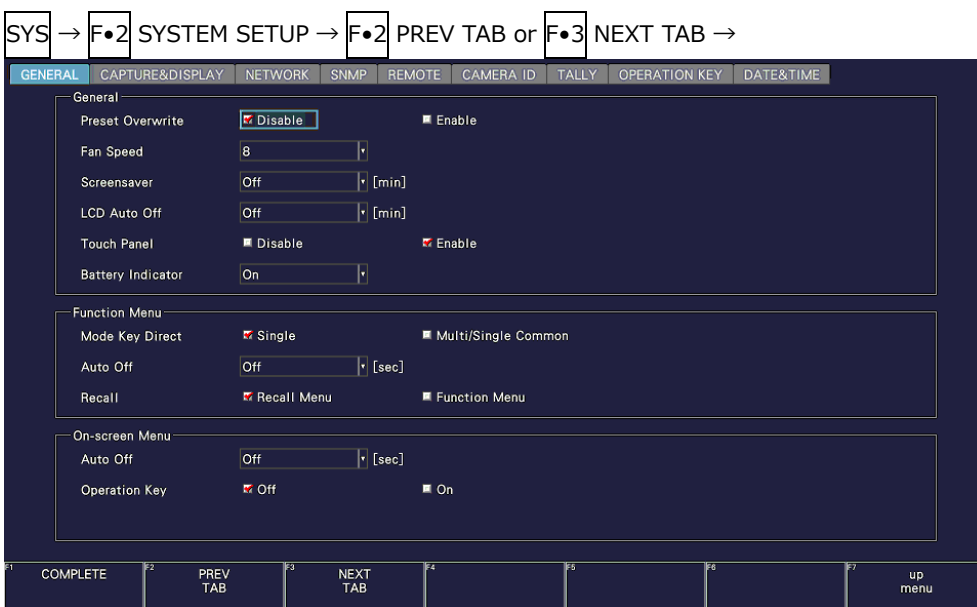 SYS → F•2 SYSTEM SETUP → F•2 PREV TAB or F•3 NEXT TAB →
GENERAL CAPTURE&DISPLAY NETWORK SNMP REMOTE CAMERA ID TALLY OPERATION KEY DATE&TIME
General
Preset Overwrite Disable Enable
Fan Speed 8
Screensaver Off [min]
LCD Auto Off Off [min]
Touch Panel Disable Enable
Battery Indicator On
Function Menu
Mode Key Direct Single Multi/Single Common
Auto Off Off [sec]
Recall Recall Menu Function Menu
On-screen Menu
Auto Off Off [sec]
Operation Key Off On
F1 COMPLETE F2 PREV TAB F3 NEXT TAB F4 F5 F6 F7 up menu